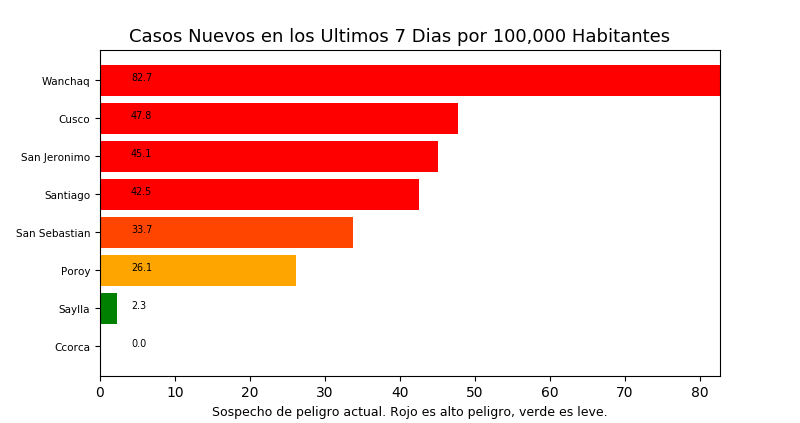 Casos Nuevos en los Ultimos 7 Dias por 100,000 Habitantes
Wanchaq 82.7
Cusco 47.8
San Jeronimo 45.1
Santiago 42.5
San Sebastian 33.7
Poroy 26.1
Saylla 2.3
Ccorca 0.0
0 10 20 30 40 50 60 70 80
Sospecho de peligro actual. Rojo es alto peligro, verde es leve.